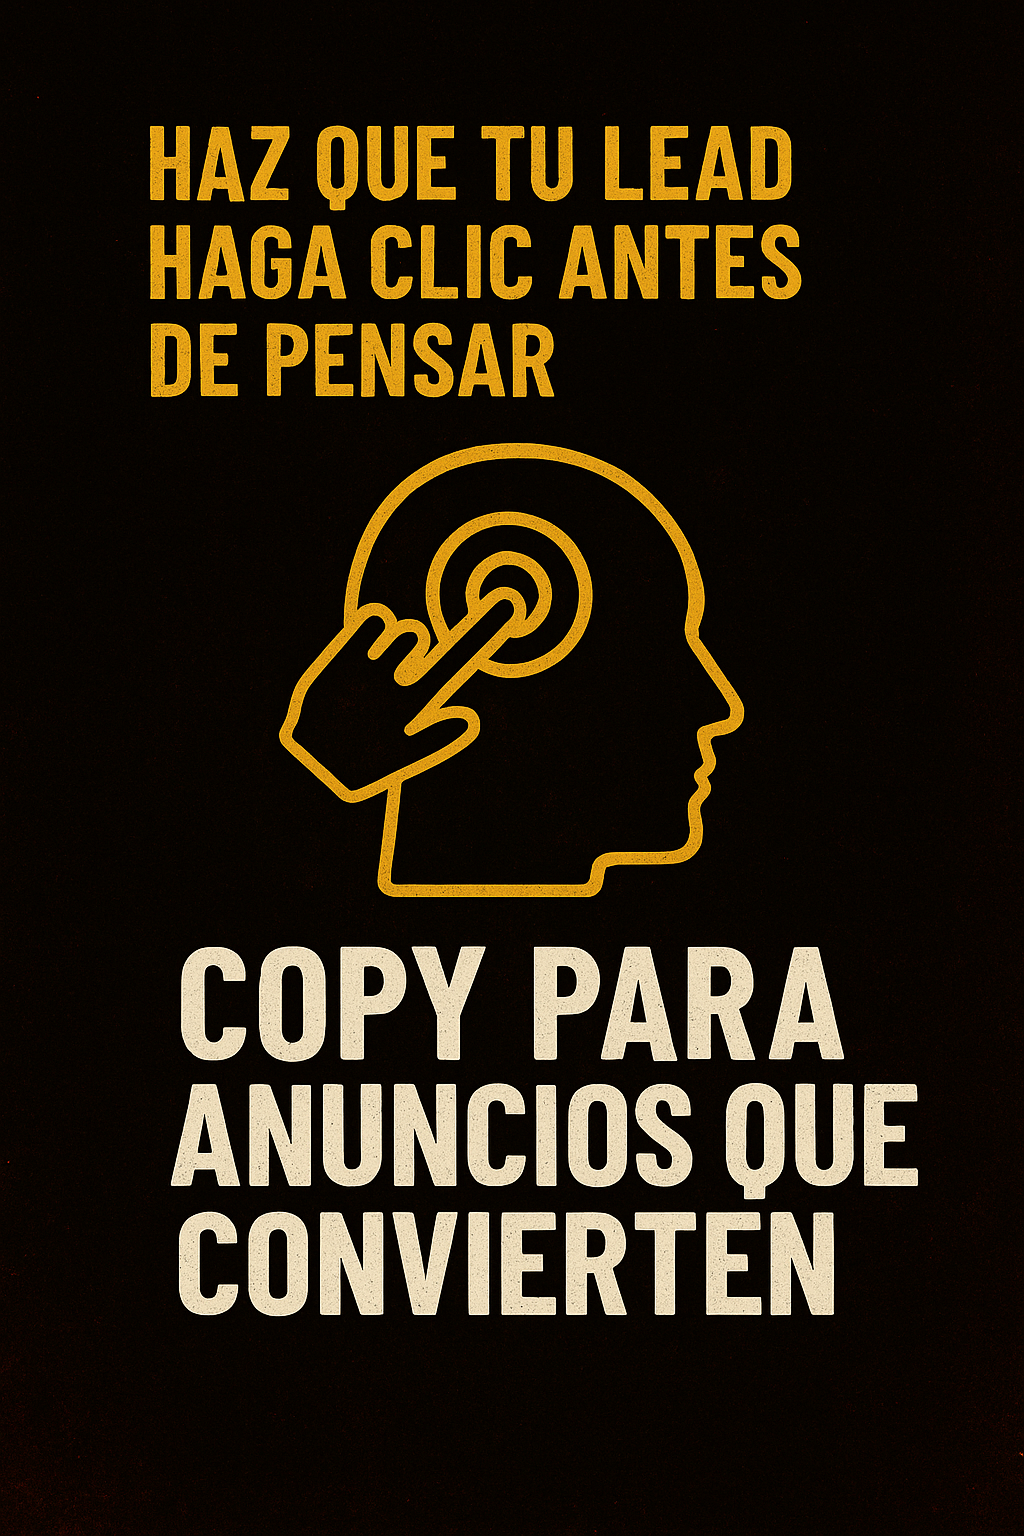 HAZ QUE TU LEAD
HAGA CLIC ANTES
DE PENSAR
COPY PARA
ANUNCIOS QUE
CONVIERTEN